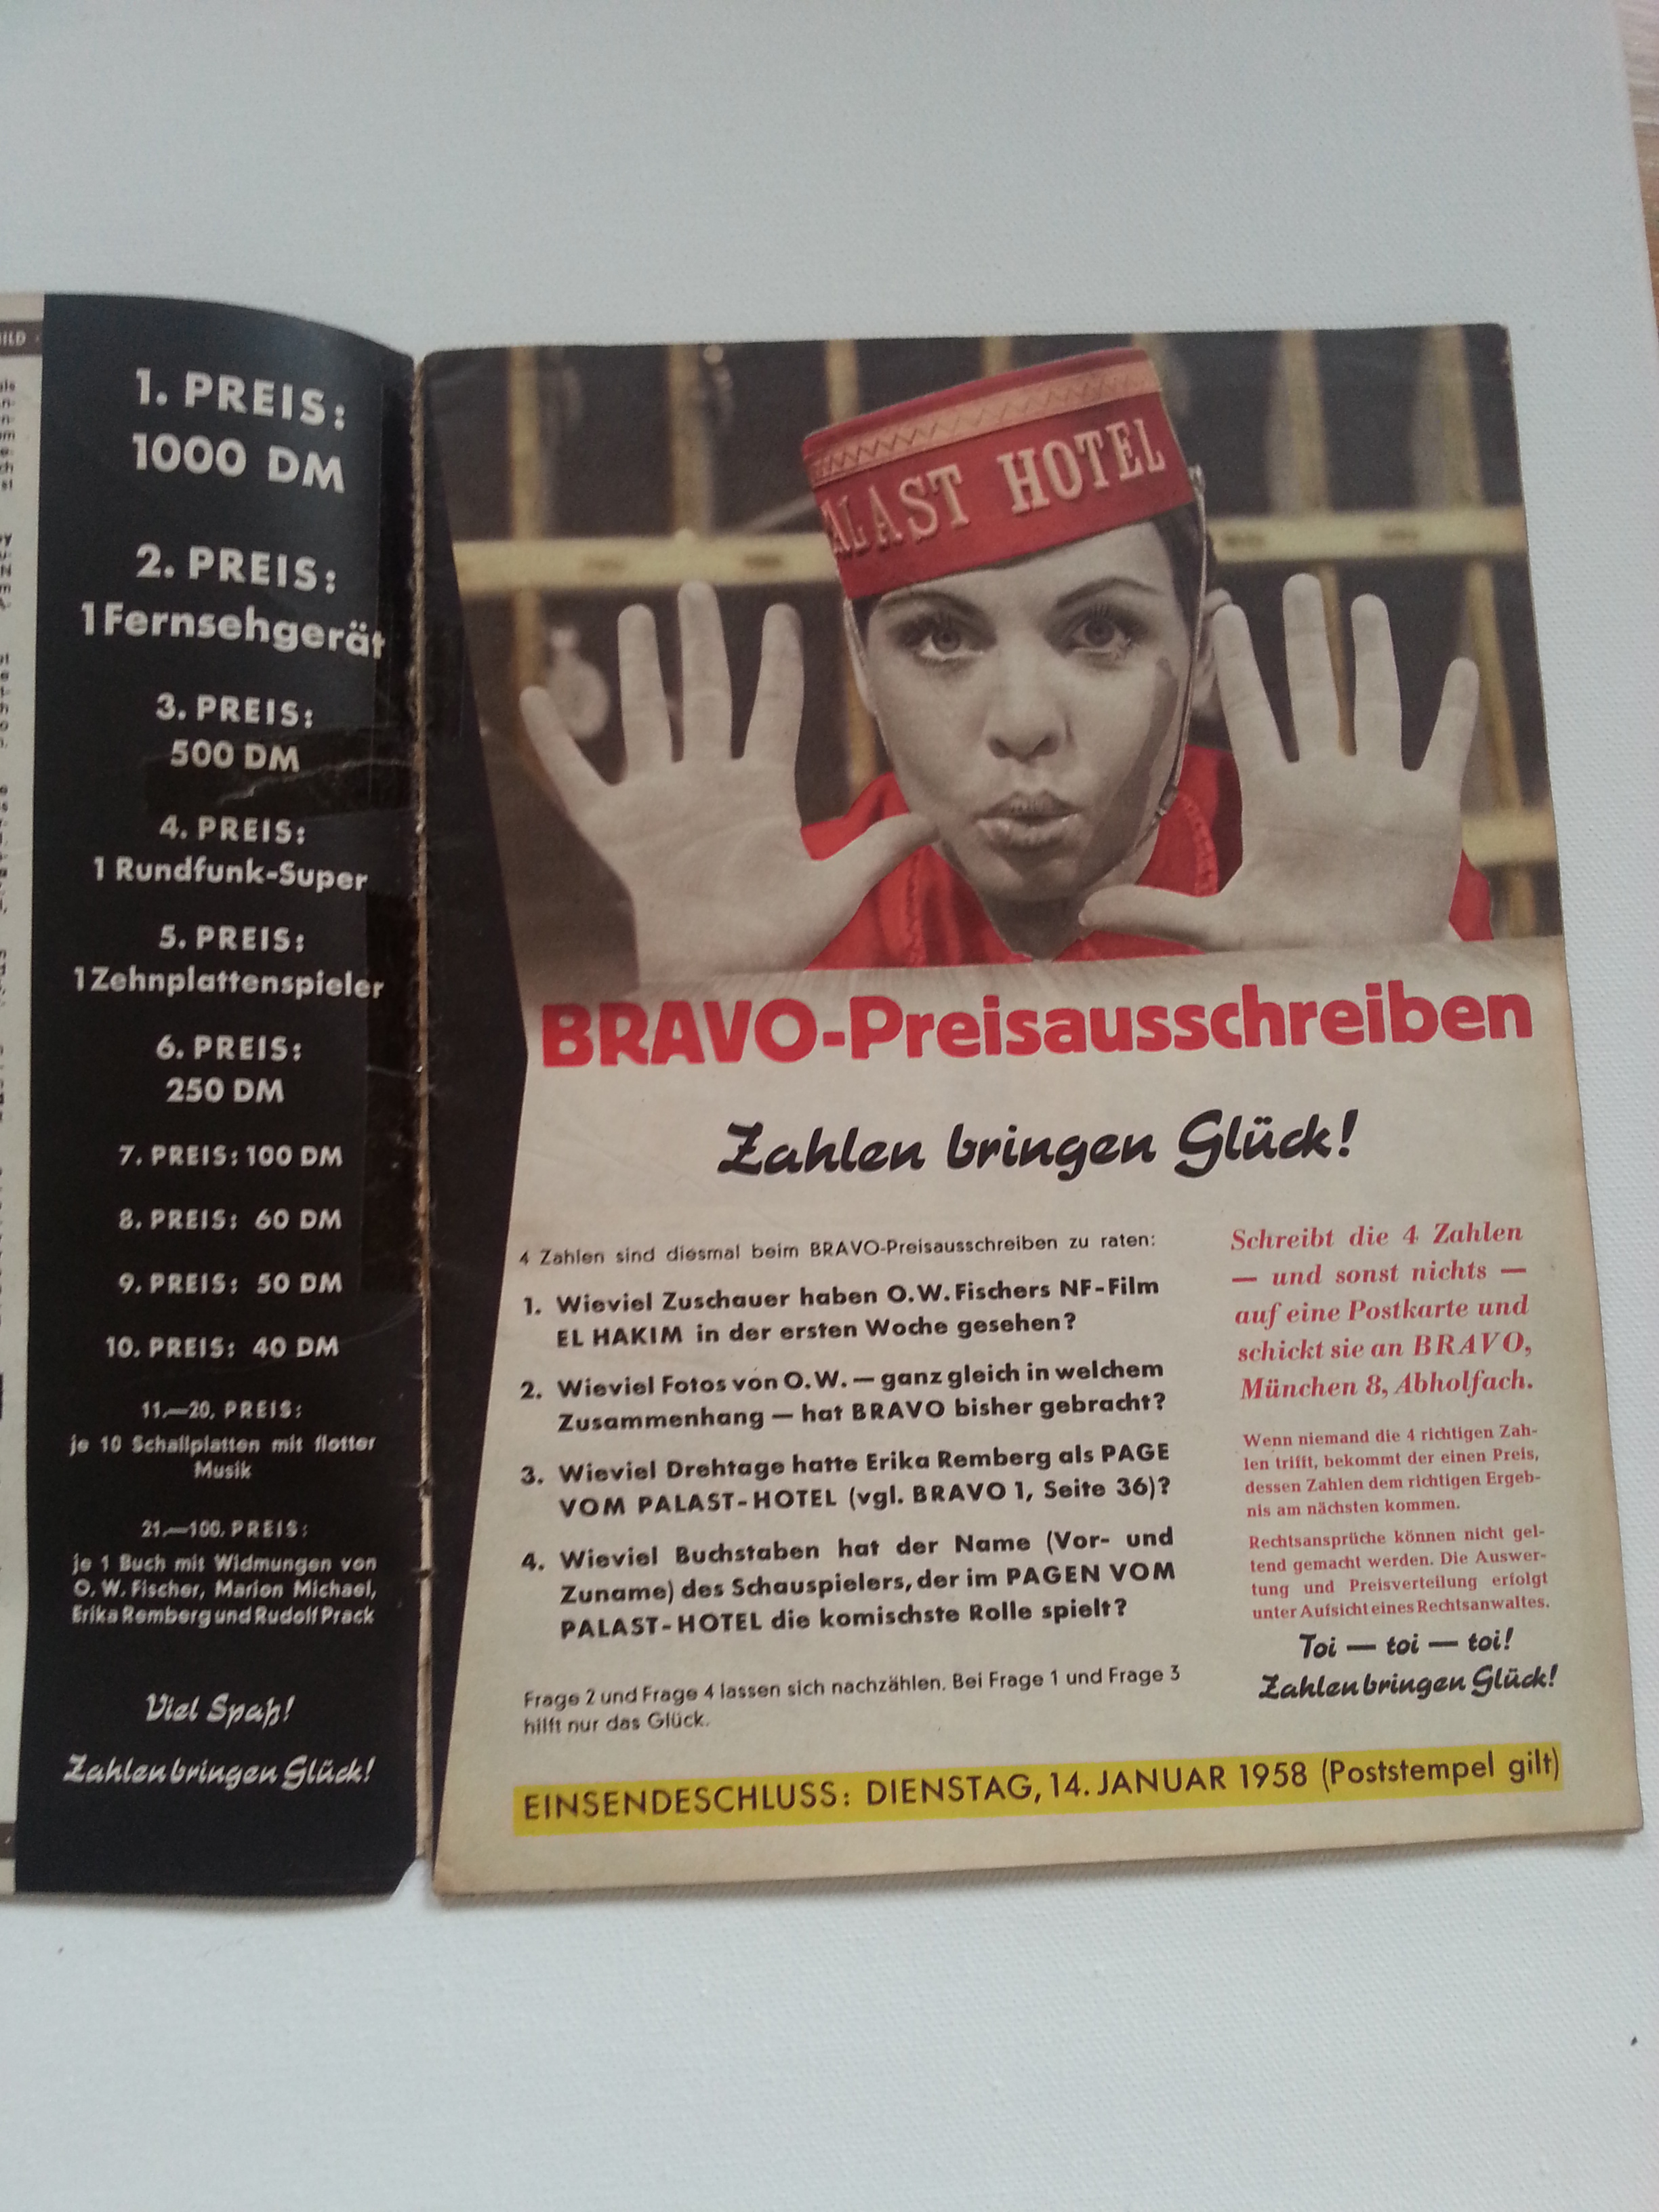 1. PREIS:
1000 DM
2. PREIS:
1 Fernsehgerät
3. PREIS:
500 DM
4. PREIS:
1 Rundfunk-Super
5. PREIS:
1 Zehnplattenspieler
6. PREIS:
250 DM
7. PREIS: 100 DM
8. PREIS: 60 DM
9. PREIS: 50 DM
10. PREIS: 40 DM
11.—20. PREIS:
je 10 Schallplatten mit flotter
Musik
21.—100. PREIS:
je 1 Buch mit Widmungen von
O. W. Fischer, Marion Michael,
Erika Remberg und Rudolf Prack
Viel Spaß!
Zahlen bringen Glück!
ALAST HOTEL
BRAVO-Preisausschreiben
Zahlen bringen Glück!
4 Zahlen sind diesmal beim BRAVO-Preisausschreiben zu raten:
1. Wieviel Zuschauer haben O. W. Fischers NF-Film
EL HAKIM in der ersten Woche gesehen?
2. Wieviel Fotos von O. W. — ganz gleich in welchem
Zusammenhang — hat BRAVO bisher gebracht?
3. Wieviel Drehtage hatte Erika Remberg als PAGE
VOM PALAST-HOTEL (vgl. BRAVO 1, Seite 36)?
4. Wieviel Buchstaben hat der Name (Vor- und
Zuname) des Schauspielers, der im PAGEN VOM
PALAST-HOTEL die komischste Rolle spielt?
Frage 2 und Frage 4 lassen sich nachzählen. Bei Frage 1 und Frage 3
hilft nur das Glück.
Schreibt die 4 Zahlen
— und sonst nichts —
auf eine Postkarte und
schickt sie an BRAVO,
München 8, Abholfach.
Wenn niemand die 4 richtigen Zah-
len trifft, bekommt der einen Preis,
dessen Zahlen dem richtigen Ergeb-
nis am nächsten kommen.
Rechtsansprüche können nicht gel-
tend gemacht werden. Die Auswer-
tung und Preisverteilung erfolgt
unter Aufsicht eines Rechtsanwaltes.
Toi — toi — toi!
Zahlen bringen Glück!
EINSENDESCHLUSS: DIENSTAG, 14. JANUAR 1958 (Poststempel gilt)